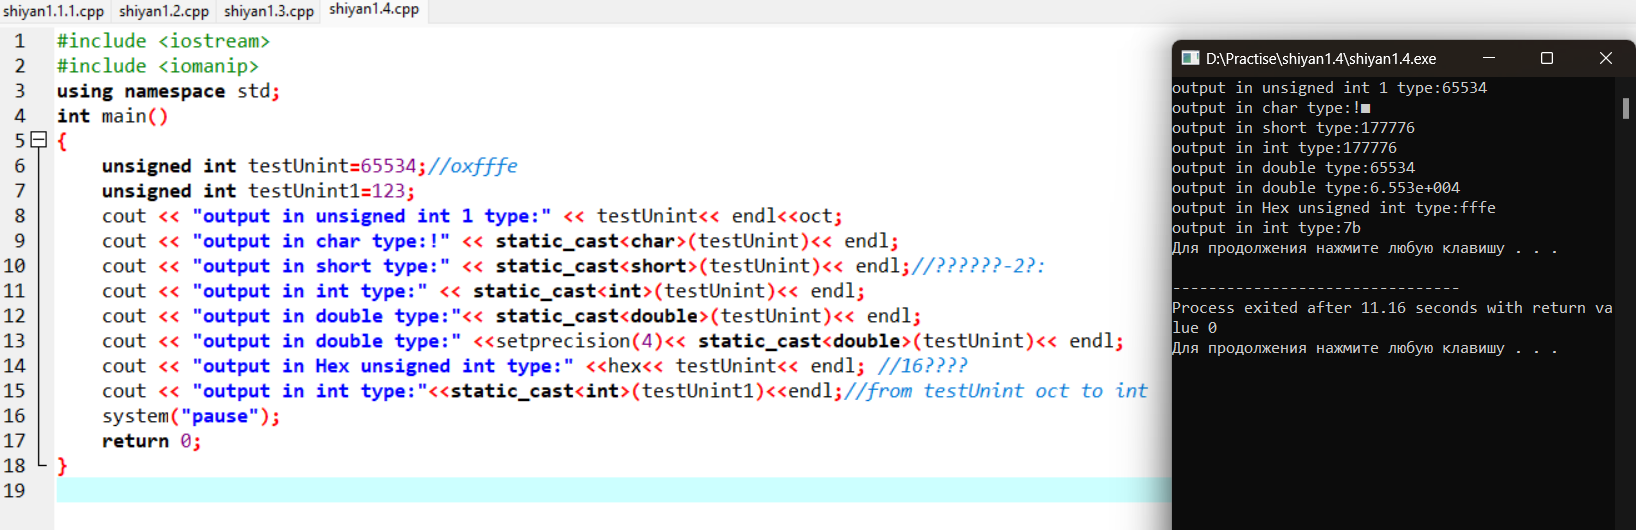 shiyan1.1.1.cpp shiyan1.2.cpp shiyan1.3.cpp shiyan1.4.cpp
1 #include <iostream>
2 #include <iomanip>
3 using namespace std;
4 int main()
5 {
6 unsigned int testUnint=65534;//oxfffe
7 unsigned int testUnint1=123;
8 cout << "output in unsigned int 1 type:" << testUnint<< endl<<oct;
9 cout << "output in char type:!" << static_cast<char>(testUnint)<< endl;
10 cout << "output in short type:" << static_cast<short>(testUnint)<< endl;//??????-2?:
11 cout << "output in int type:" << static_cast<int>(testUnint)<< endl;
12 cout << "output in double type:"<< static_cast<double>(testUnint)<< endl;
13 cout << "output in double type:" <<setprecision(4)<< static_cast<double>(testUnint)<< endl;
14 cout << "output in Hex unsigned int type:" <<hex<< testUnint<< endl; //16????
15 cout << "output in int type:"<<static_cast<int>(testUnint1)<<endl;//from testUnint oct to int
16 system("pause");
17 return 0;
18 }
19
D:\Practise\shiyan1.4\shiyan1.4.exe
output in unsigned int 1 type:65534
output in char type:!■
output in short type:177776
output in int type:177776
output in double type:65534
output in double type:6.553e+004
output in Hex unsigned int type:fffe
output in int type:7b
Для продолжения нажмите любую клавишу . . .
--------------------------------
Process exited after 11.16 seconds with return va
lue 0
Для продолжения нажмите любую клавишу . . .